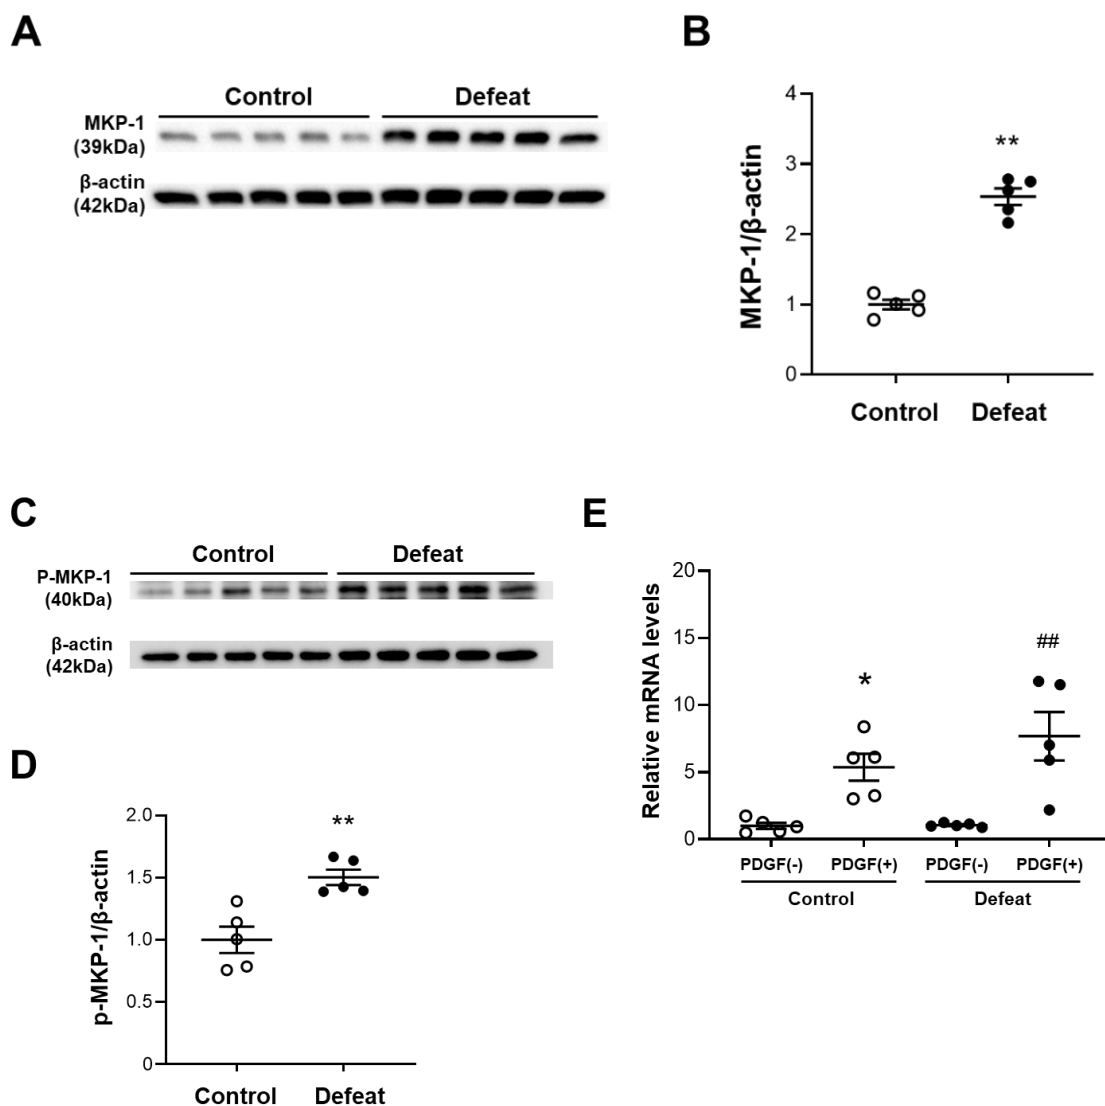 A
Control Defeat
MKP-1
(39kDa)
β-actin
(42kDa)
B
4
3
2
1
0
MKP-1/β-actin
**
Control Defeat
C
Control Defeat
P-MKP-1
(40kDa)
β-actin
(42kDa)
D
2.0
1.5
1.0
0.5
0
p-MKP-1/β-actin
**
Control Defeat
E
20
15
10
5
0
Relative mRNA levels
*
##
PDGF(-) PDGF(+) PDGF(-) PDGF(+)
Control Defeat